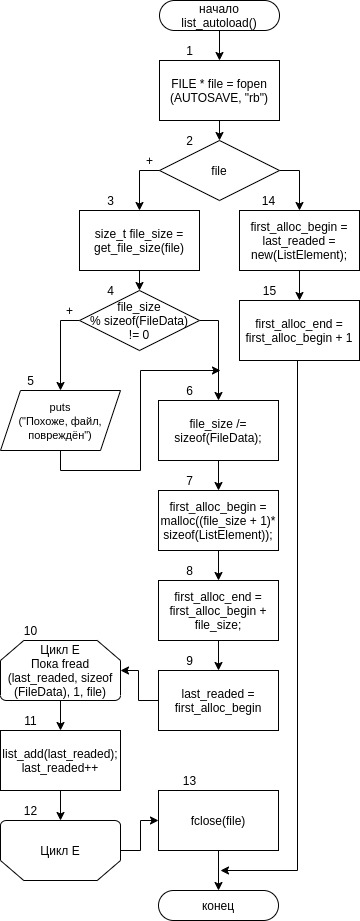 начало
list_autoload()
1
FILE * file = fopen
(AUTOSAVE, "rb")
2
file
+
3
size_t file_size =
get_file_size(file)
14
first_alloc_begin =
last_readed =
new(ListElement);
4
file_size
% sizeof(FileData)
!= 0
+
15
first_alloc_end =
first_alloc_begin + 1
5
puts
("Похоже, файл,
повреждён")
6
file_size /=
sizeof(FileData);
7
first_alloc_begin =
malloc((file_size + 1)*
sizeof(ListElement));
8
first_alloc_end =
first_alloc_begin +
file_size;
9
last_readed =
first_alloc_begin
10
Цикл E
Пока fread
(last_readed, sizeof
(FileData), 1, file)
11
list_add(last_readed);
last_readed++
12
Цикл E
13
fclose(file)
конец